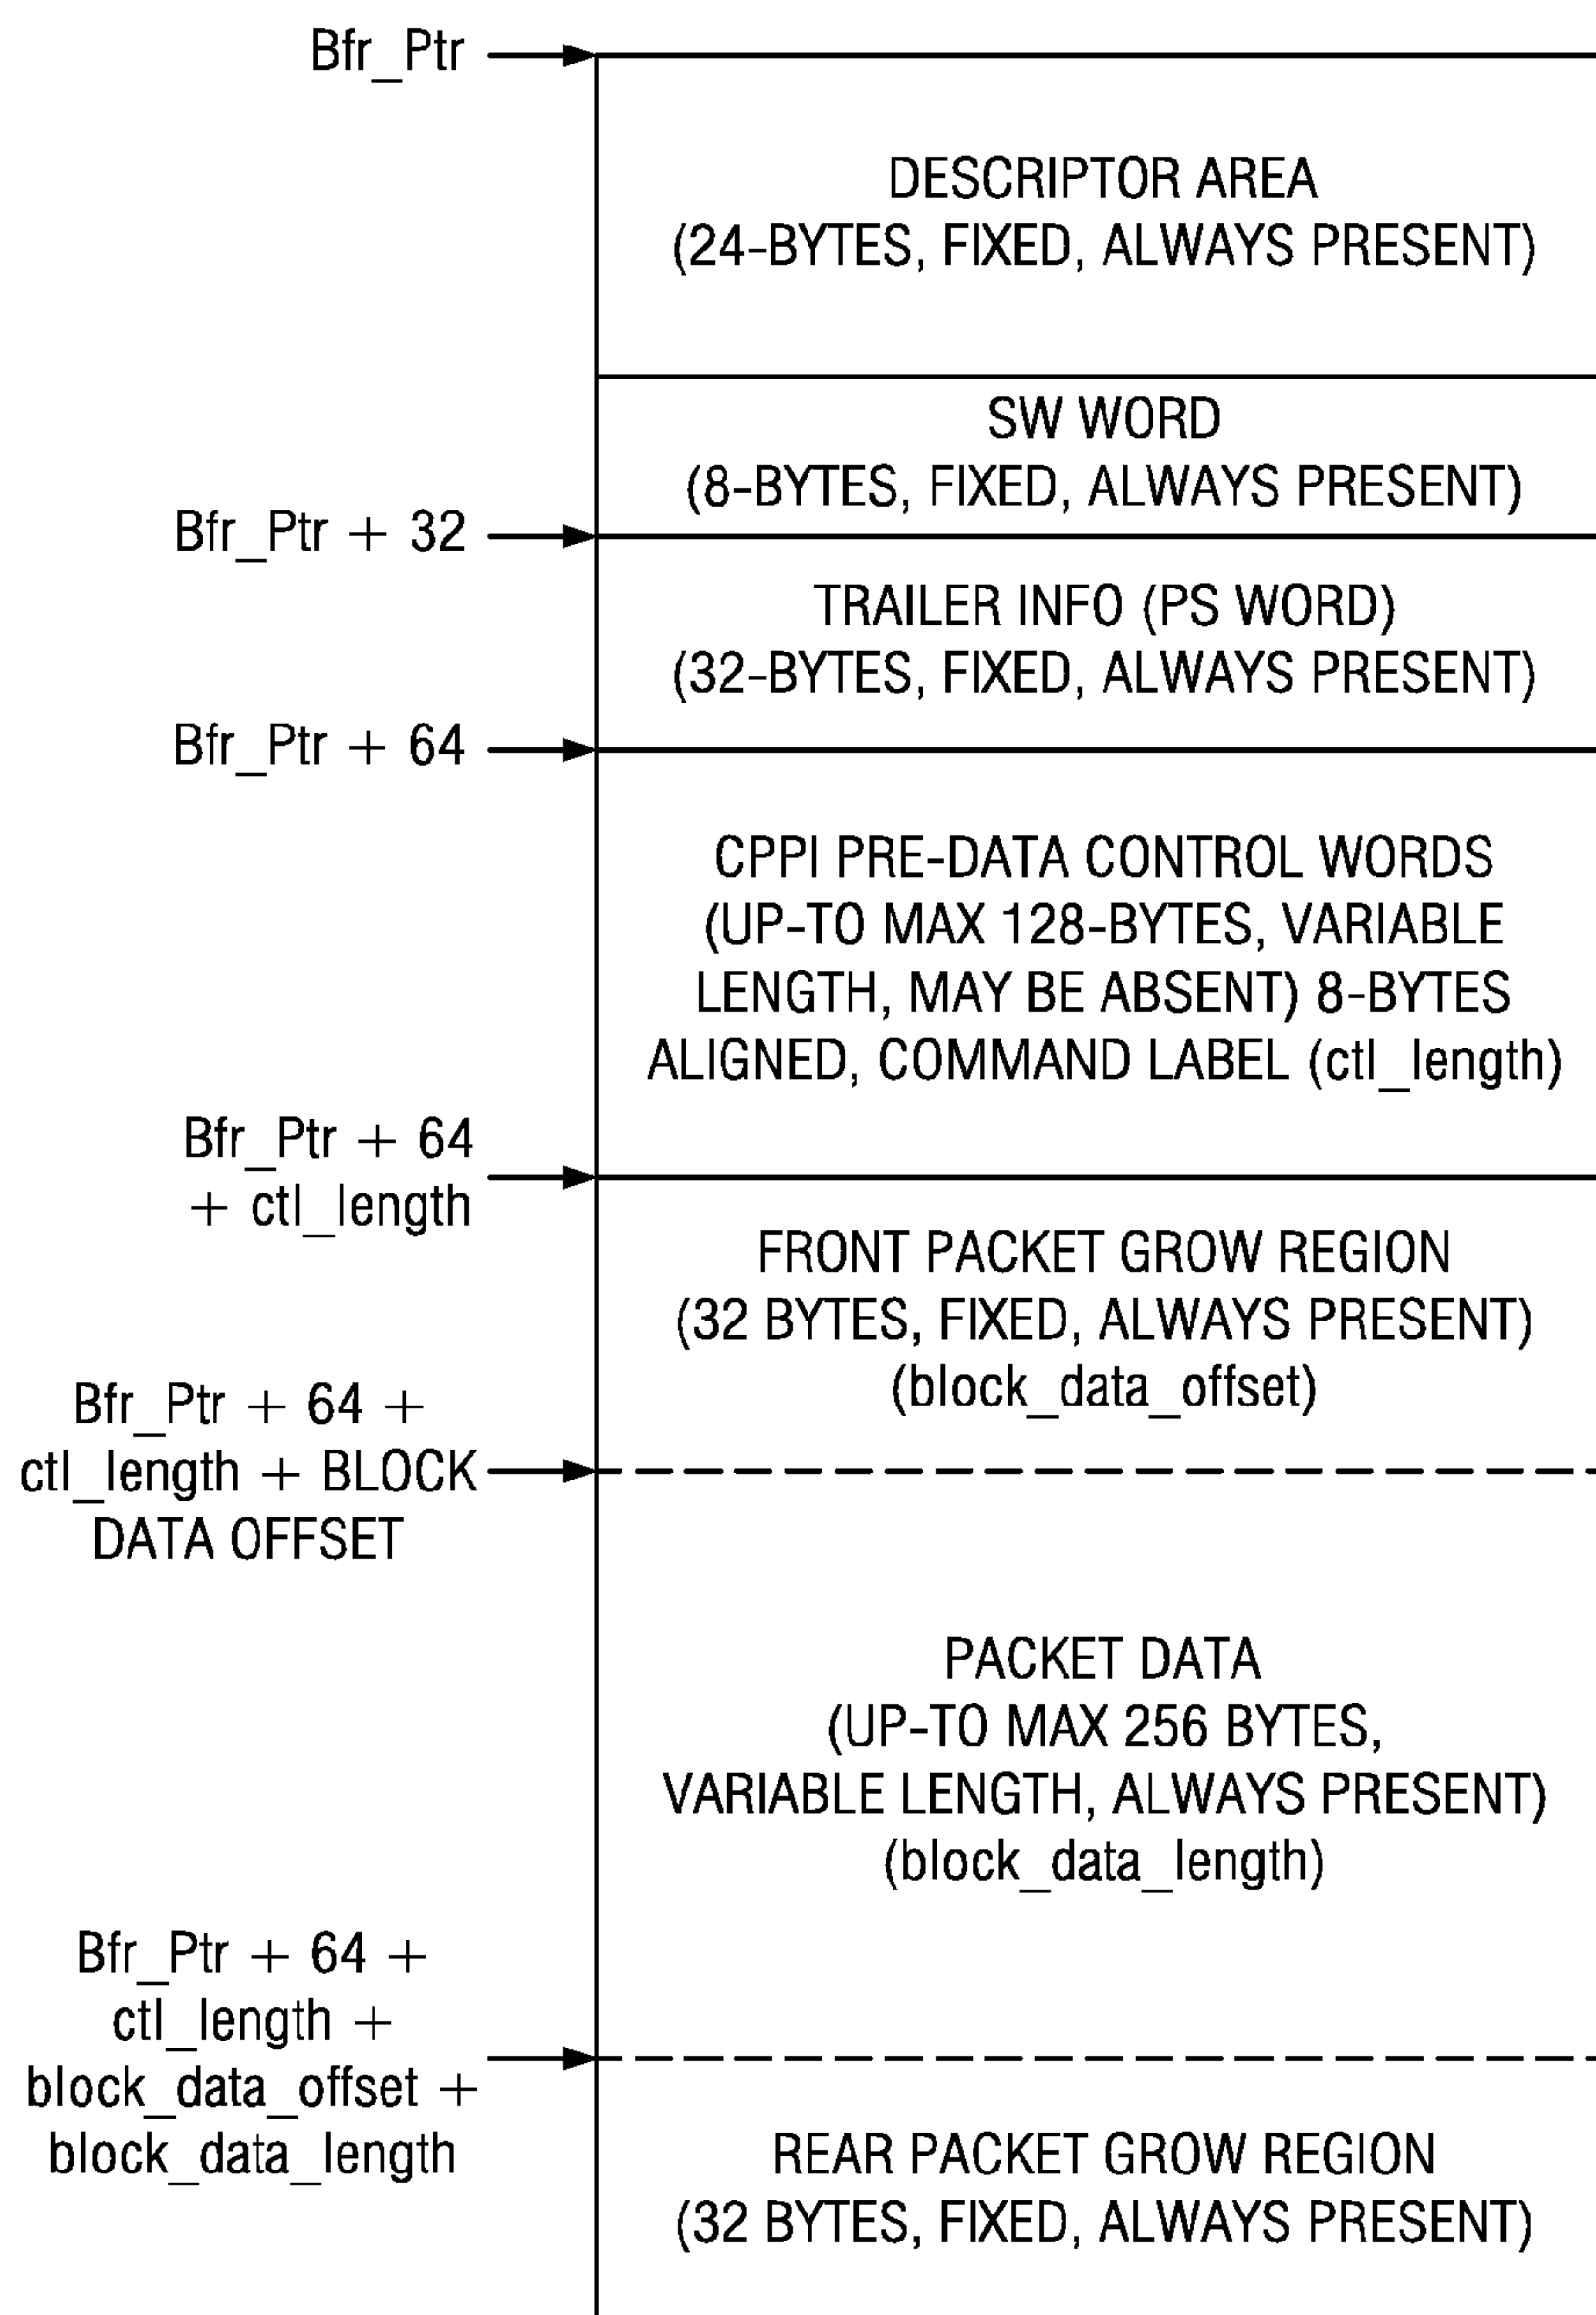 Bfr_Ptr
DESCRIPTOR AREA
(24-BYTES, FIXED, ALWAYS PRESENT)
SW WORD
(8-BYTES, FIXED, ALWAYS PRESENT)
Bfr_Ptr + 32
TRAILER INFO (PS WORD)
(32-BYTES, FIXED, ALWAYS PRESENT)
Bfr_Ptr + 64
CPPI PRE-DATA CONTROL WORDS
(UP-TO MAX 128-BYTES, VARIABLE
LENGTH, MAY BE ABSENT) 8-BYTES
ALIGNED, COMMAND LABEL (ctl_length)
Bfr_Ptr + 64
+ ctl_length
FRONT PACKET GROW REGION
(32 BYTES, FIXED, ALWAYS PRESENT)
(block_data_offset)
Bfr_Ptr + 64 +
ctl_length + BLOCK
DATA OFFSET
PACKET DATA
(UP-TO MAX 256 BYTES,
VARIABLE LENGTH, ALWAYS PRESENT)
(block_data_length)
Bfr_Ptr + 64 +
ctl_length +
block_data_offset +
block_data_length
REAR PACKET GROW REGION
(32 BYTES, FIXED, ALWAYS PRESENT)